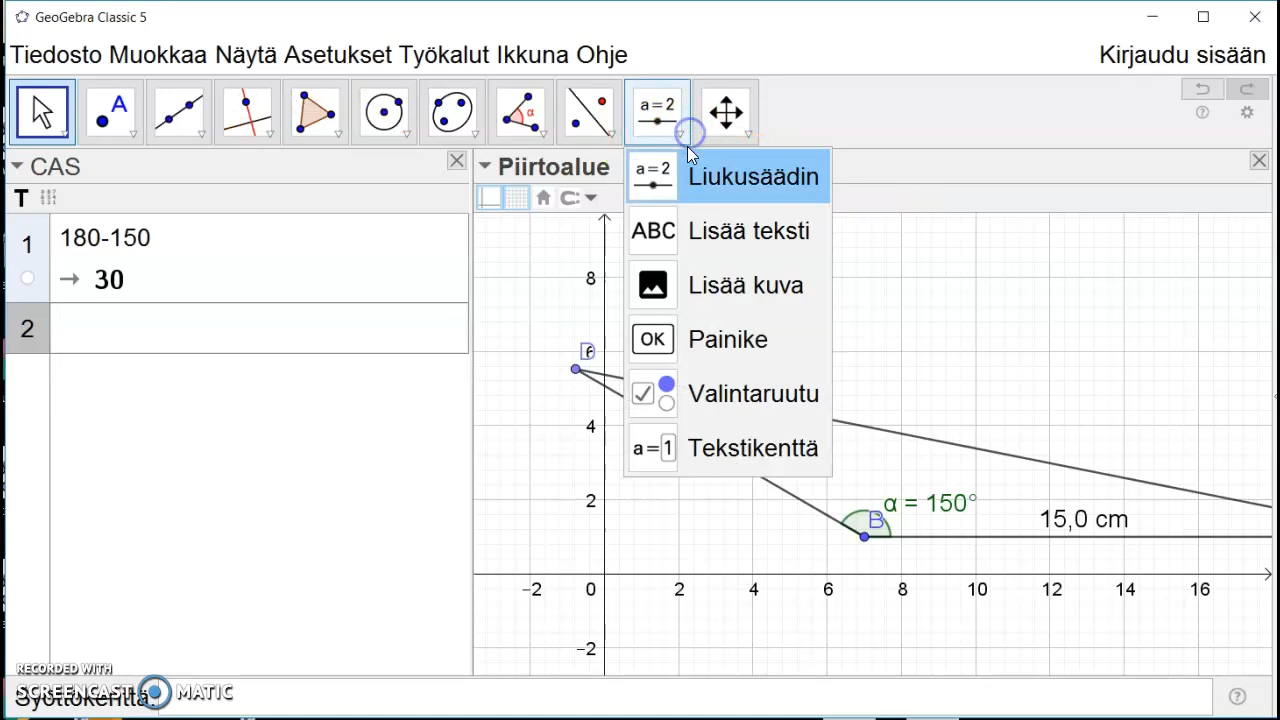 GeoGebra Classic 5
Tiedosto Muokkaa Näytä Asetukset Työkalut Ikkuna Ohje
Kirjaudu sisään
A
α
a=2
CAS
Piirtoalue
T
1 180-150
→ 30
2
a=2 Liukusäädin
ABC Lisää teksti
Lisää kuva
OK Painike
Valintaruutu
a=1 Tekstikenttä
8
4
2
α = 150°
B
15,0 cm
−2 0 2 4 6 8 10 12 14 16
−2
RECORDED WITH
SCREENCAST MATIC
Syöttökenttä: